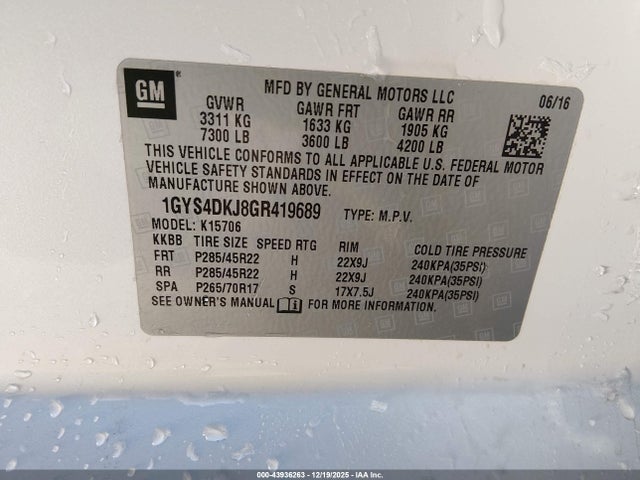 GM
MFD BY GENERAL MOTORS LLC
06/16
GVWR GAWR FRT GAWR RR
3311 KG 1633 KG 1905 KG
7300 LB 3600 LB 4200 LB
THIS VEHICLE CONFORMS TO ALL APPLICABLE U.S. FEDERAL MOTOR
VEHICLE SAFETY STANDARDS IN EFFECT ON THE DATE OF
MANUFACTURE SHOWN ABOVE.
1GYS4DKJ8GR419689 TYPE: M.P.V.
MODEL: K15706
KKBB TIRE SIZE SPEED RTG RIM COLD TIRE PRESSURE
FRT P285/45R22 H 22X9J 240KPA(35PSI)
RR P285/45R22 H 22X9J 240KPA(35PSI)
SPA P265/70R17 S 17X7.5J 240KPA(35PSI)
SEE OWNER'S MANUAL FOR MORE INFORMATION.
000-43936263 - 12/19/2025 - IAA Inc.